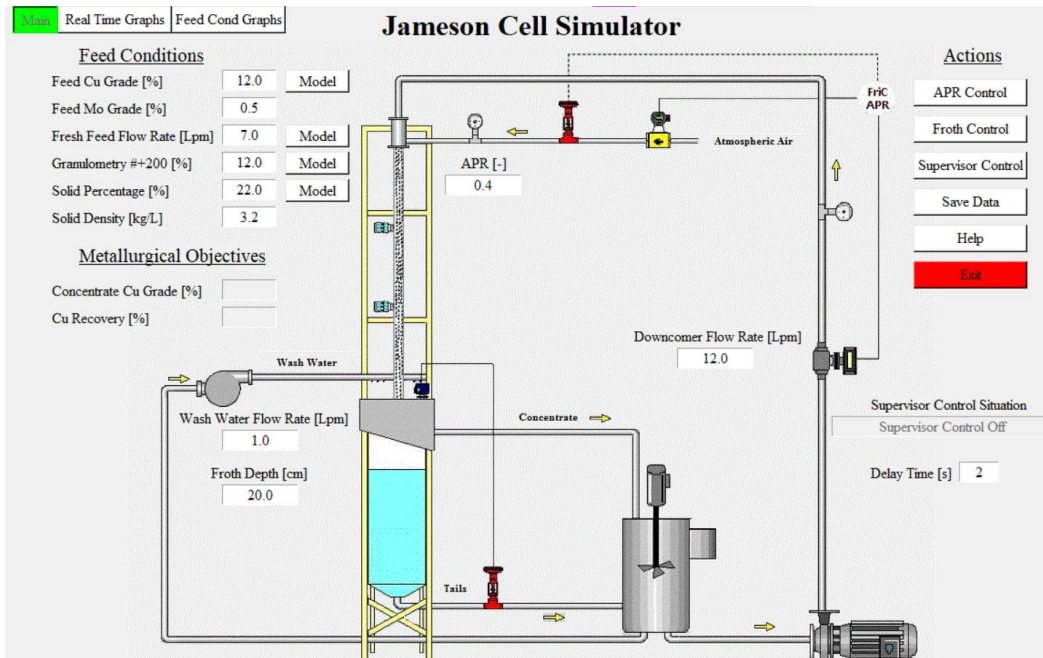 Main Real Time Graphs Feed Cond Graphs
Jameson Cell Simulator
Feed Conditions
Feed Cu Grade [%] 12.0 Model
Feed Mo Grade [%] 0.5
Fresh Feed Flow Rate [Lpm] 7.0 Model
Granulometry #+200 [%] 12.0 Model
Solid Percentage [%] 22.0 Model
Solid Density [kg/L] 3.2
Metallurgical Objectives
Concentrate Cu Grade [%]
Cu Recovery [%]
APR [-]
0.4
Atmospheric Air
FriC
APR
Actions
APR Control
Froth Control
Supervisor Control
Save Data
Help
Exit
Downcomer Flow Rate [Lpm]
12.0
Wash Water
Wash Water Flow Rate [Lpm]
1.0
Froth Depth [cm]
20.0
Concentrate
Supervisor Control Situation
Supervisor Control Off
Delay Time [s] 2
Tails